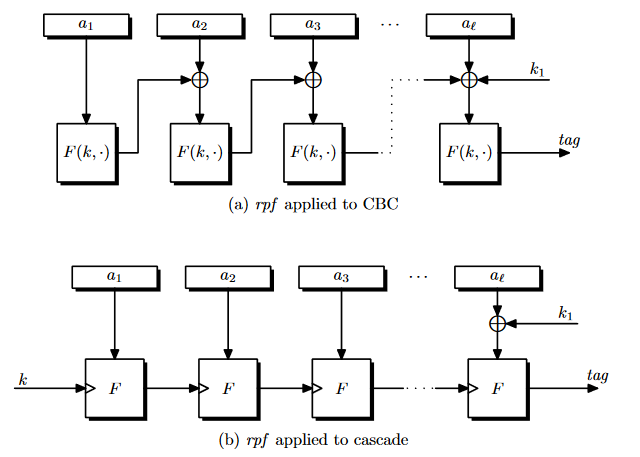 a₁ a₂ a₃ ⋯ aℓ
k₁
F(k, ·) F(k, ·) F(k, ·) F(k, ·) tag
(a) rpf applied to CBC
a₁ a₂ a₃ ⋯ aℓ
k₁
k F F F F tag
(b) rpf applied to cascade